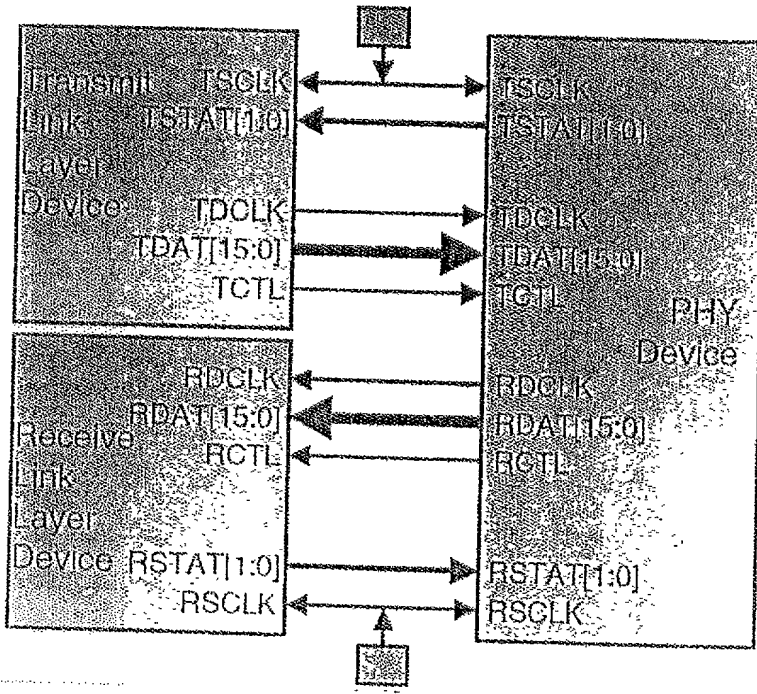 Transmit
Link
Layer
Device
TSCLK
TSTAT[1:0]
TDCLK
TDAT[15:0]
TCTL
Receive
Link
Layer
Device
RDCLK
RDAT[15:0]
RCTL
RSTAT[1:0]
RSCLK
TSCLK
TSTAT[1:0]
TDCLK
TDAT[15:0]
TCTL
PHY
Device
RDCLK
RDAT[15:0]
RCTL
RSTAT[1:0]
RSCLK